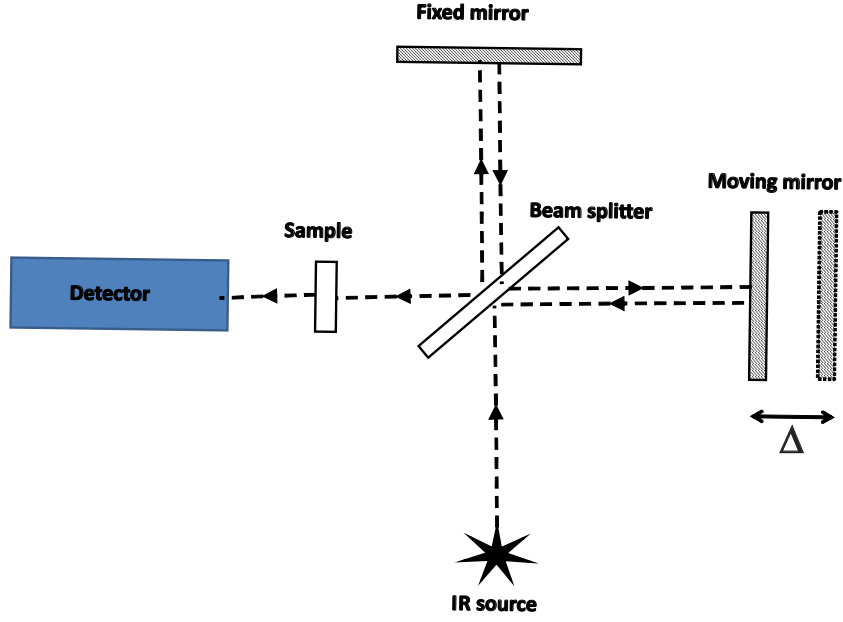 Fixed mirror
Moving mirror
Beam splitter
Sample
Detector
Δ
IR source